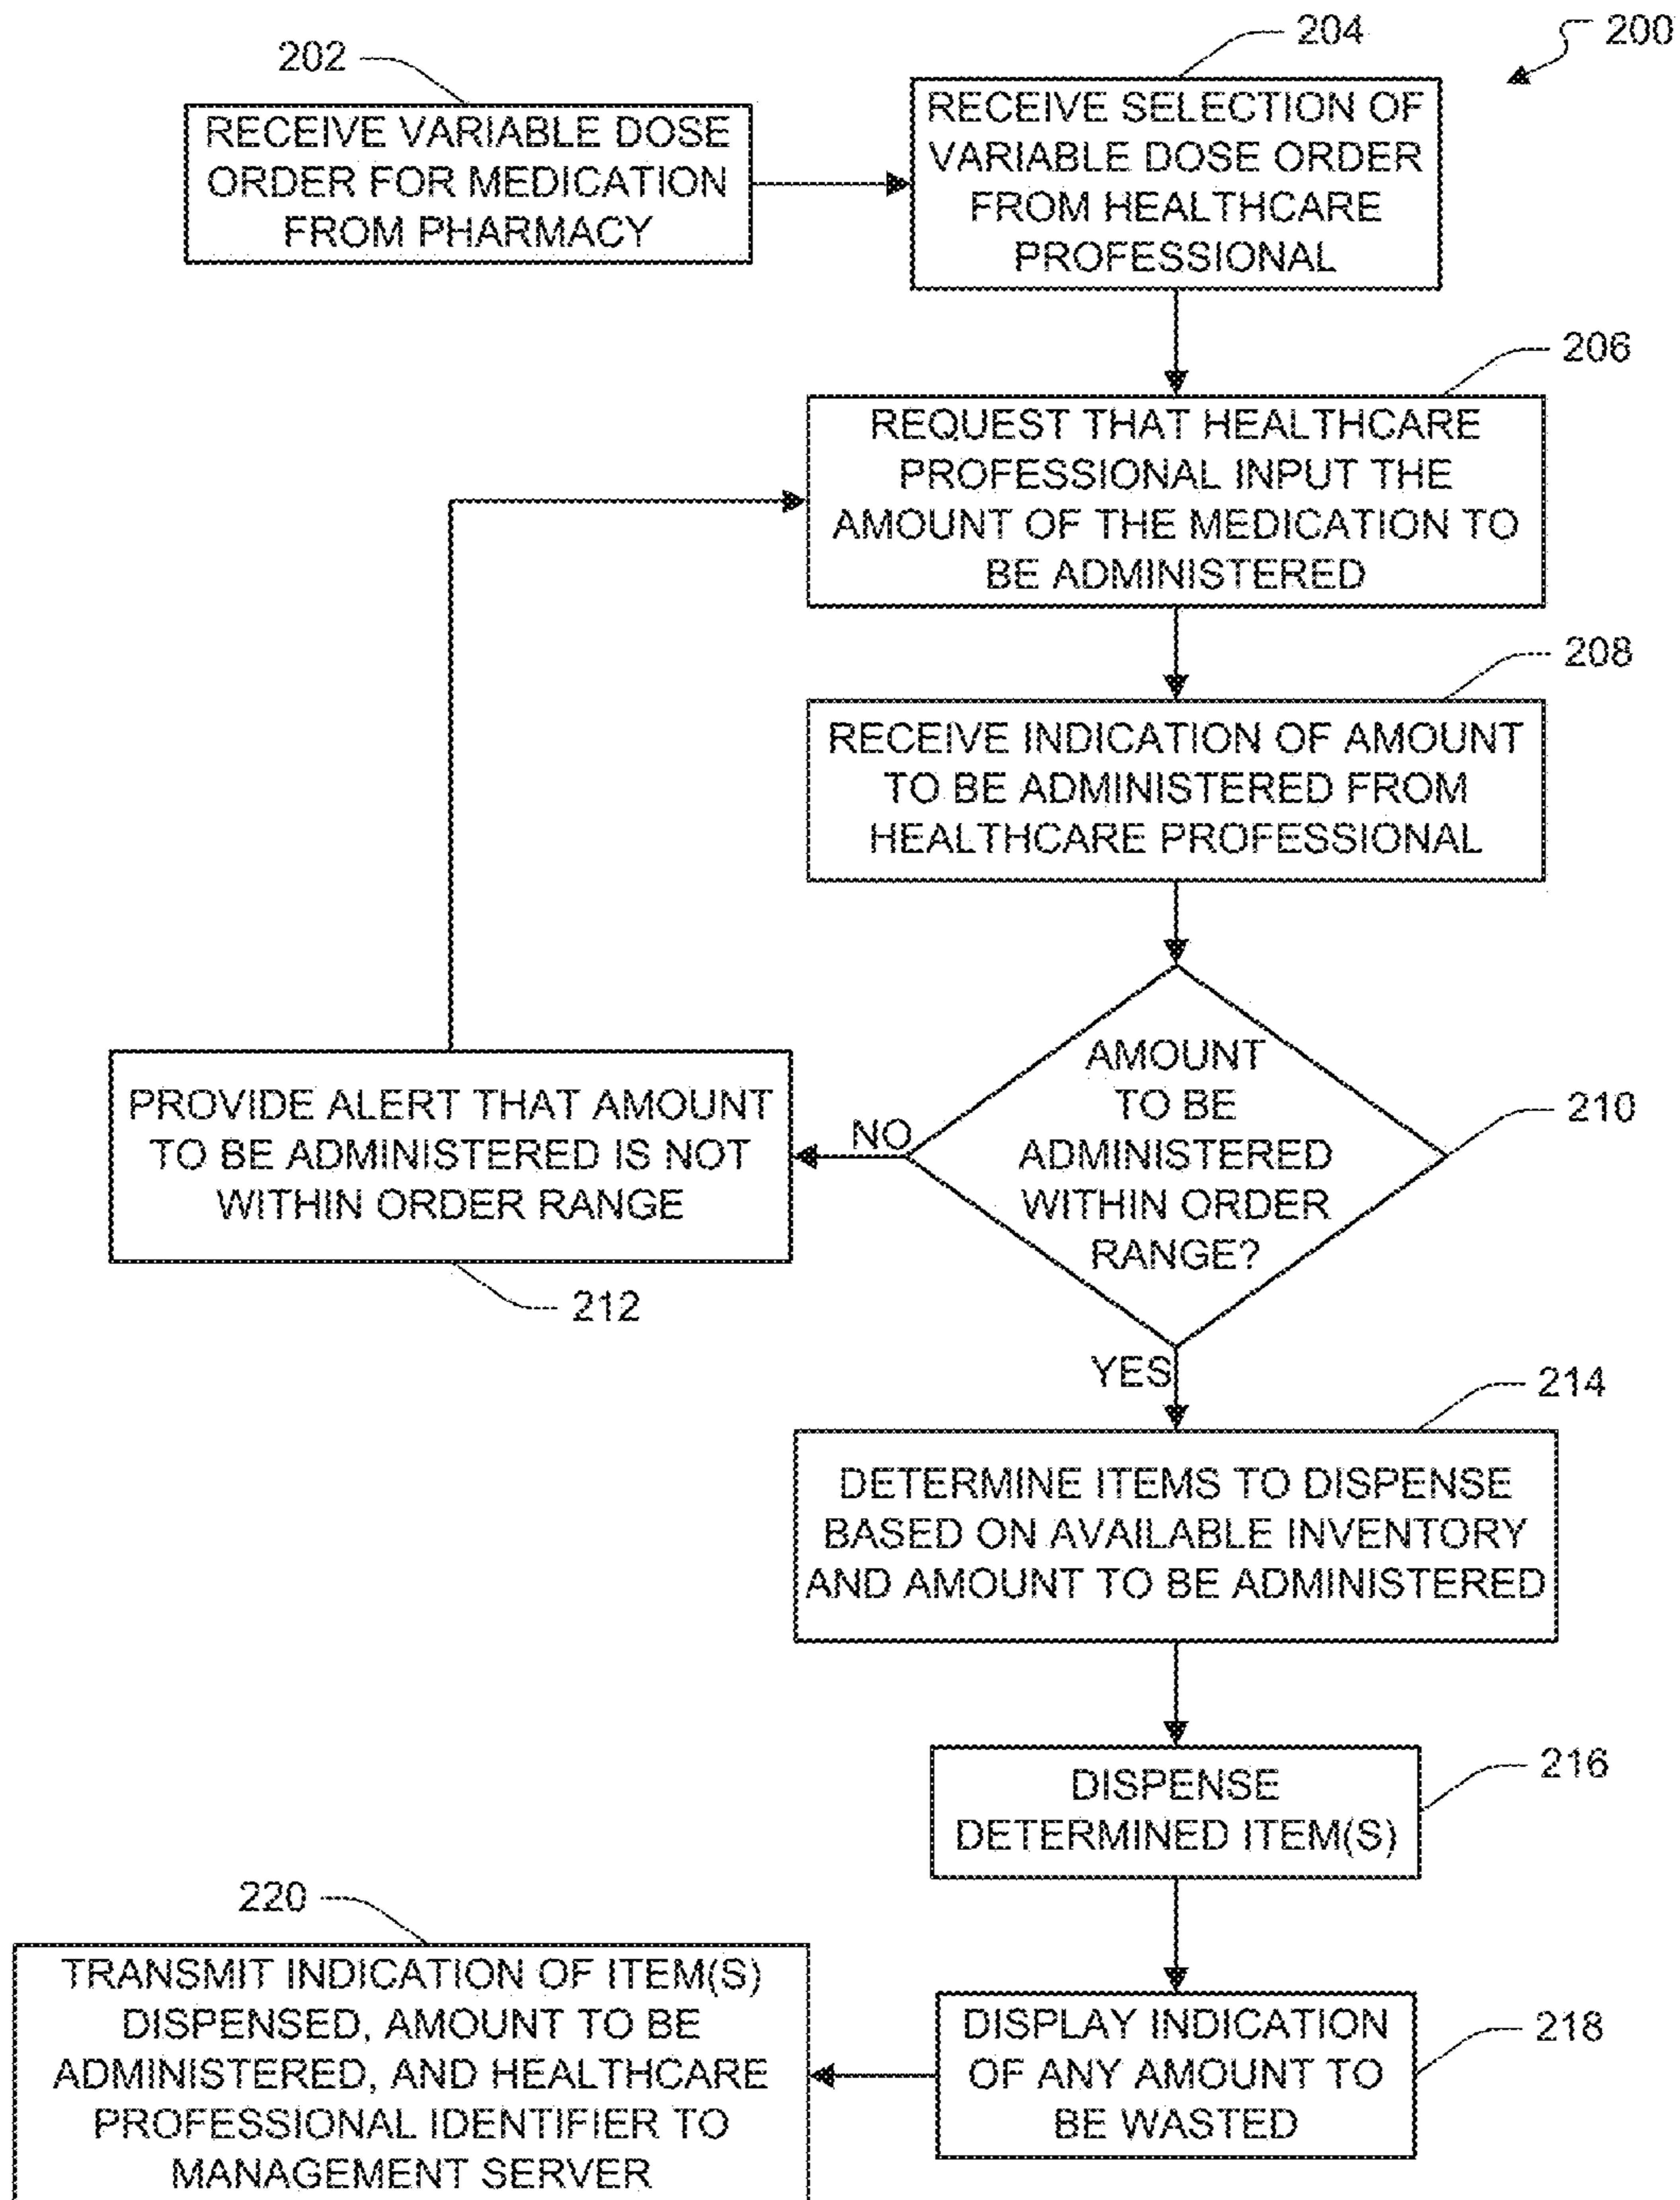 200
202
RECEIVE VARIABLE DOSE
ORDER FOR MEDICATION
FROM PHARMACY
204
RECEIVE SELECTION OF
VARIABLE DOSE ORDER
FROM HEALTHCARE
PROFESSIONAL
206
REQUEST THAT HEALTHCARE
PROFESSIONAL INPUT THE
AMOUNT OF THE MEDICATION TO
BE ADMINISTERED
208
RECEIVE INDICATION OF AMOUNT
TO BE ADMINISTERED FROM
HEALTHCARE PROFESSIONAL
AMOUNT
TO BE
ADMINISTERED
WITHIN ORDER
RANGE?
210
NO
PROVIDE ALERT THAT AMOUNT
TO BE ADMINISTERED IS NOT
WITHIN ORDER RANGE
212
YES
214
DETERMINE ITEMS TO DISPENSE
BASED ON AVAILABLE INVENTORY
AND AMOUNT TO BE ADMINISTERED
216
DISPENSE
DETERMINED ITEM(S)
218
DISPLAY INDICATION
OF ANY AMOUNT TO
BE WASTED
220
TRANSMIT INDICATION OF ITEM(S)
DISPENSED, AMOUNT TO BE
ADMINISTERED, AND HEALTHCARE
PROFESSIONAL IDENTIFIER TO
MANAGEMENT SERVER